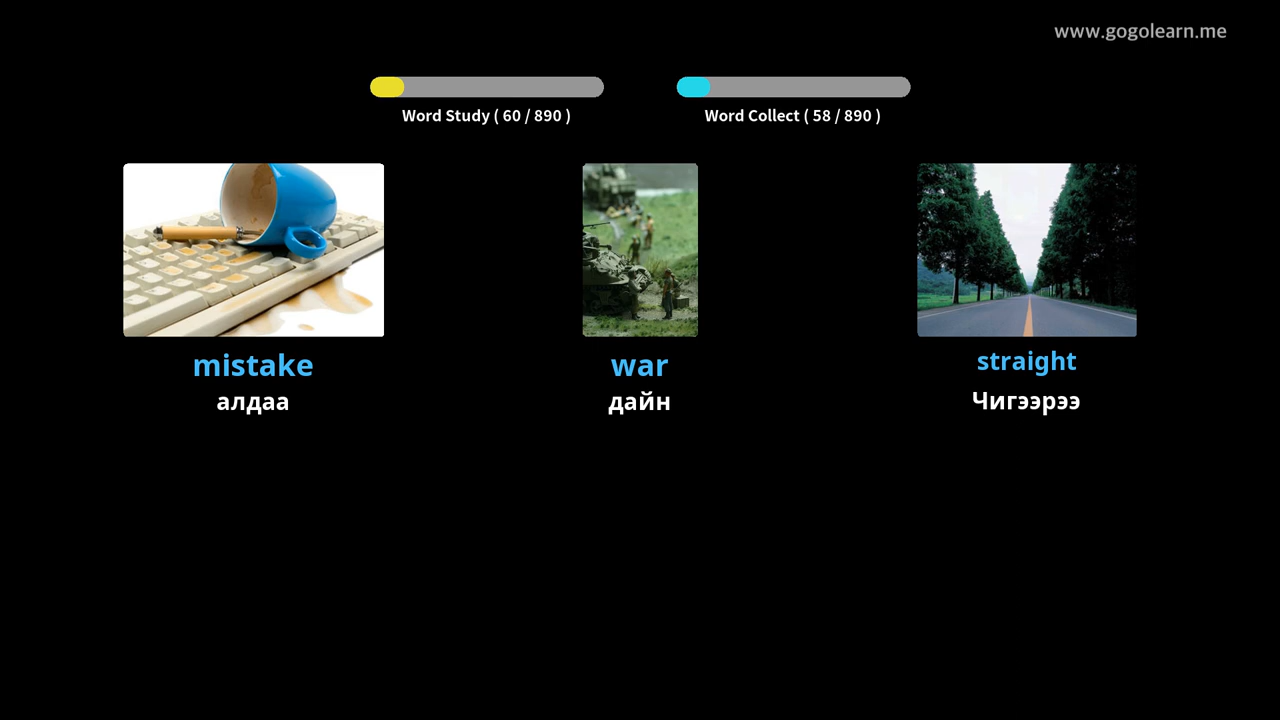 www.gogolearn.me
Word Study ( 60 / 890 )
Word Collect ( 58 / 890 )
mistake
алдаа
war
дайн
straight
Чигээрээ